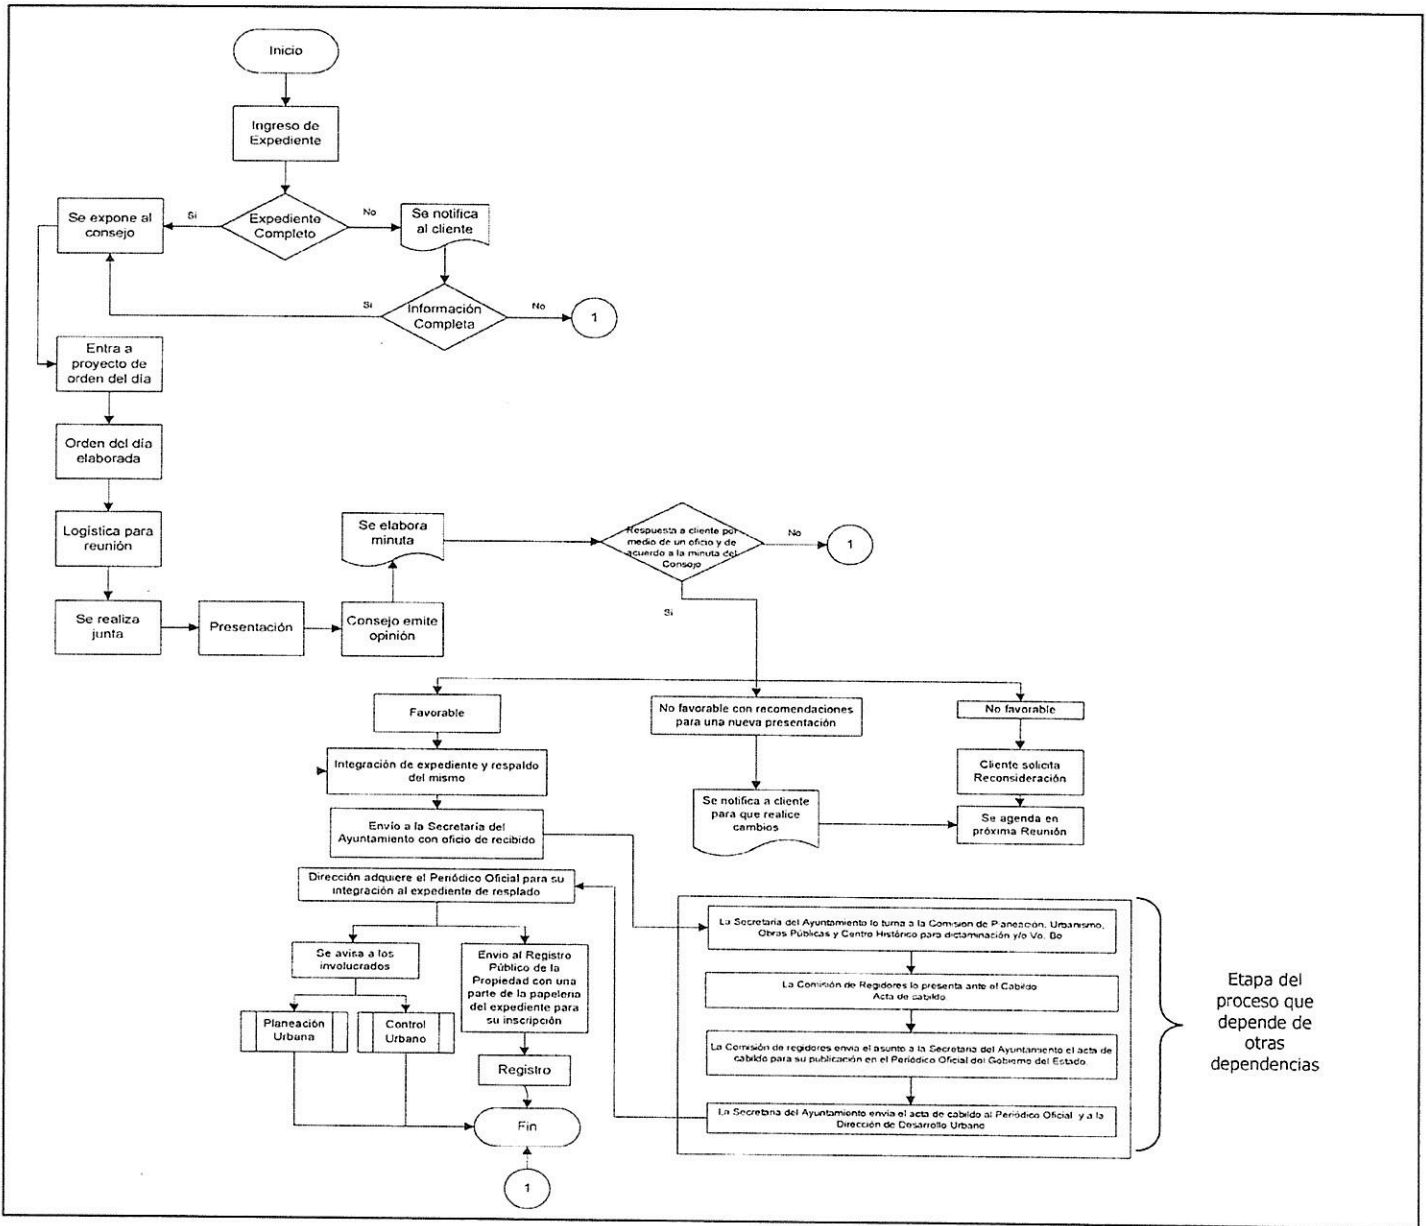 Inicio
Ingreso de
Expediente
Se expone al
consejo
Si
Expediente
Completo
No
Se notifica
al cliente
Si
Información
Completa
No
1
Entra a
proyecto de
orden del día
Orden del día
elaborada
Logística para
reunión
Se realiza
junta
Presentación
Consejo emite
opinión
Se elabora
minuta
Respuesta a cliente por
medio de un oficio y de
acuerdo a la minuta del
Consejo
No
1
Si
Favorable
No favorable con recomendaciones
para una nueva presentación
No favorable
Integración de expediente y respaldo
del mismo
Cliente solicita
Reconsideración
Se notifica a cliente
para que realice
cambios
Se agenda en
próxima Reunión
Envío a la Secretaría del
Ayuntamiento con oficio de recibido
Dirección adquiere el Periódico Oficial para su
integración al expediente de resplado
Se avisa a los
involucrados
Envio al Registro
Público de la
Propiedad con una
parte de la papeleria
del expediente para
su inscripción
Planeación
Urbana
Control
Urbano
Registro
Fin
1
La Secretaria del Ayuntamiento lo turna a la Comisión de Planeación, Urbanismo,
Obras Públicas y Centro Histórico para dictaminación y/o Vo. Bo
La Comisión de Regidores lo presenta ante el Cabildo
Acta de cabildo.
La Comisión de regidores envia el asunto a la Secretaria del Ayuntamiento el acta de
cabildo para su publicación en el Periódico Oficial del Gobierno del Estado.
La Secretaria del Ayuntamiento envia el acta de cabildo al Periódico Oficial y a la
Dirección de Desarrollo Urbano
Etapa del
proceso que
depende de
otras
dependencias